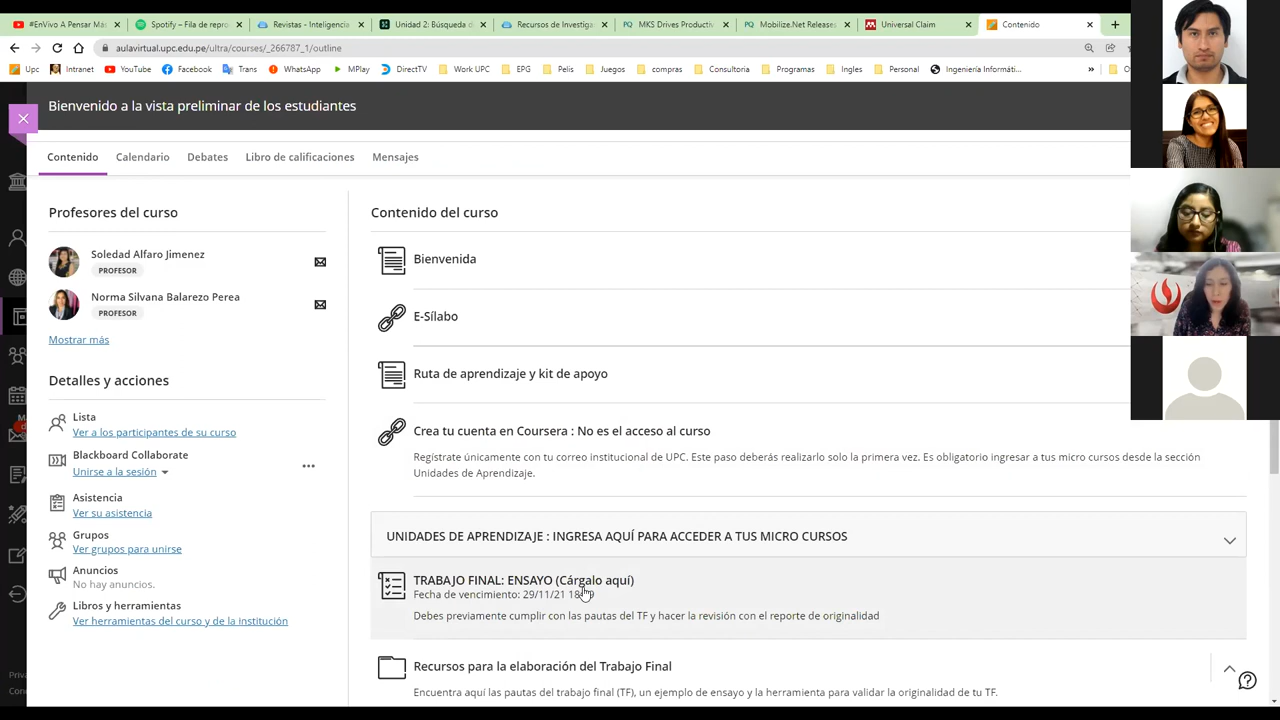 #EnVivo A Pensar Más
Spotify – Fila de repro
Revistas - Inteligencia
Unidad 2: Búsqueda d
Recursos de Investiga
PQ MKS Drives Productiv
PQ Mobilize.Net Releases
Universal Claim
Contenido
aulavirtual.upc.edu.pe/ultra/courses/_266787_1/outline
Upc
Intranet
YouTube
Facebook
Trans
WhatsApp
MPlay
DirectTV
Work UPC
EPG
Pelis
Juegos
compras
Consultoria
Programas
Ingles
Personal
Ingeniería Informáti...
Bienvenido a la vista preliminar de los estudiantes
Contenido
Calendario
Debates
Libro de calificaciones
Mensajes
Profesores del curso
Soledad Alfaro Jimenez
PROFESOR
Norma Silvana Balarezo Perea
PROFESOR
Mostrar más
Detalles y acciones
Lista
Ver a los participantes de su curso
Blackboard Collaborate
Unirse a la sesión
Asistencia
Ver su asistencia
Grupos
Ver grupos para unirse
Anuncios
No hay anuncios.
Libros y herramientas
Ver herramientas del curso y de la institución
Contenido del curso
Bienvenida
E-Sílabo
Ruta de aprendizaje y kit de apoyo
Crea tu cuenta en Coursera : No es el acceso al curso
Regístrate únicamente con tu correo institucional de UPC. Este paso deberás realizarlo solo la primera vez. Es obligatorio ingresar a tus micro cursos desde la sección
Unidades de Aprendizaje.
UNIDADES DE APRENDIZAJE : INGRESA AQUÍ PARA ACCEDER A TUS MICRO CURSOS
TRABAJO FINAL: ENSAYO (Cárgalo aquí)
Fecha de vencimiento: 29/11/21
Debes previamente cumplir con las pautas del TF y hacer la revisión con el reporte de originalidad
Recursos para la elaboración del Trabajo Final
Encuentra aquí las pautas del trabajo final (TF), un ejemplo de ensayo y la herramienta para validar la originalidad de tu TF.